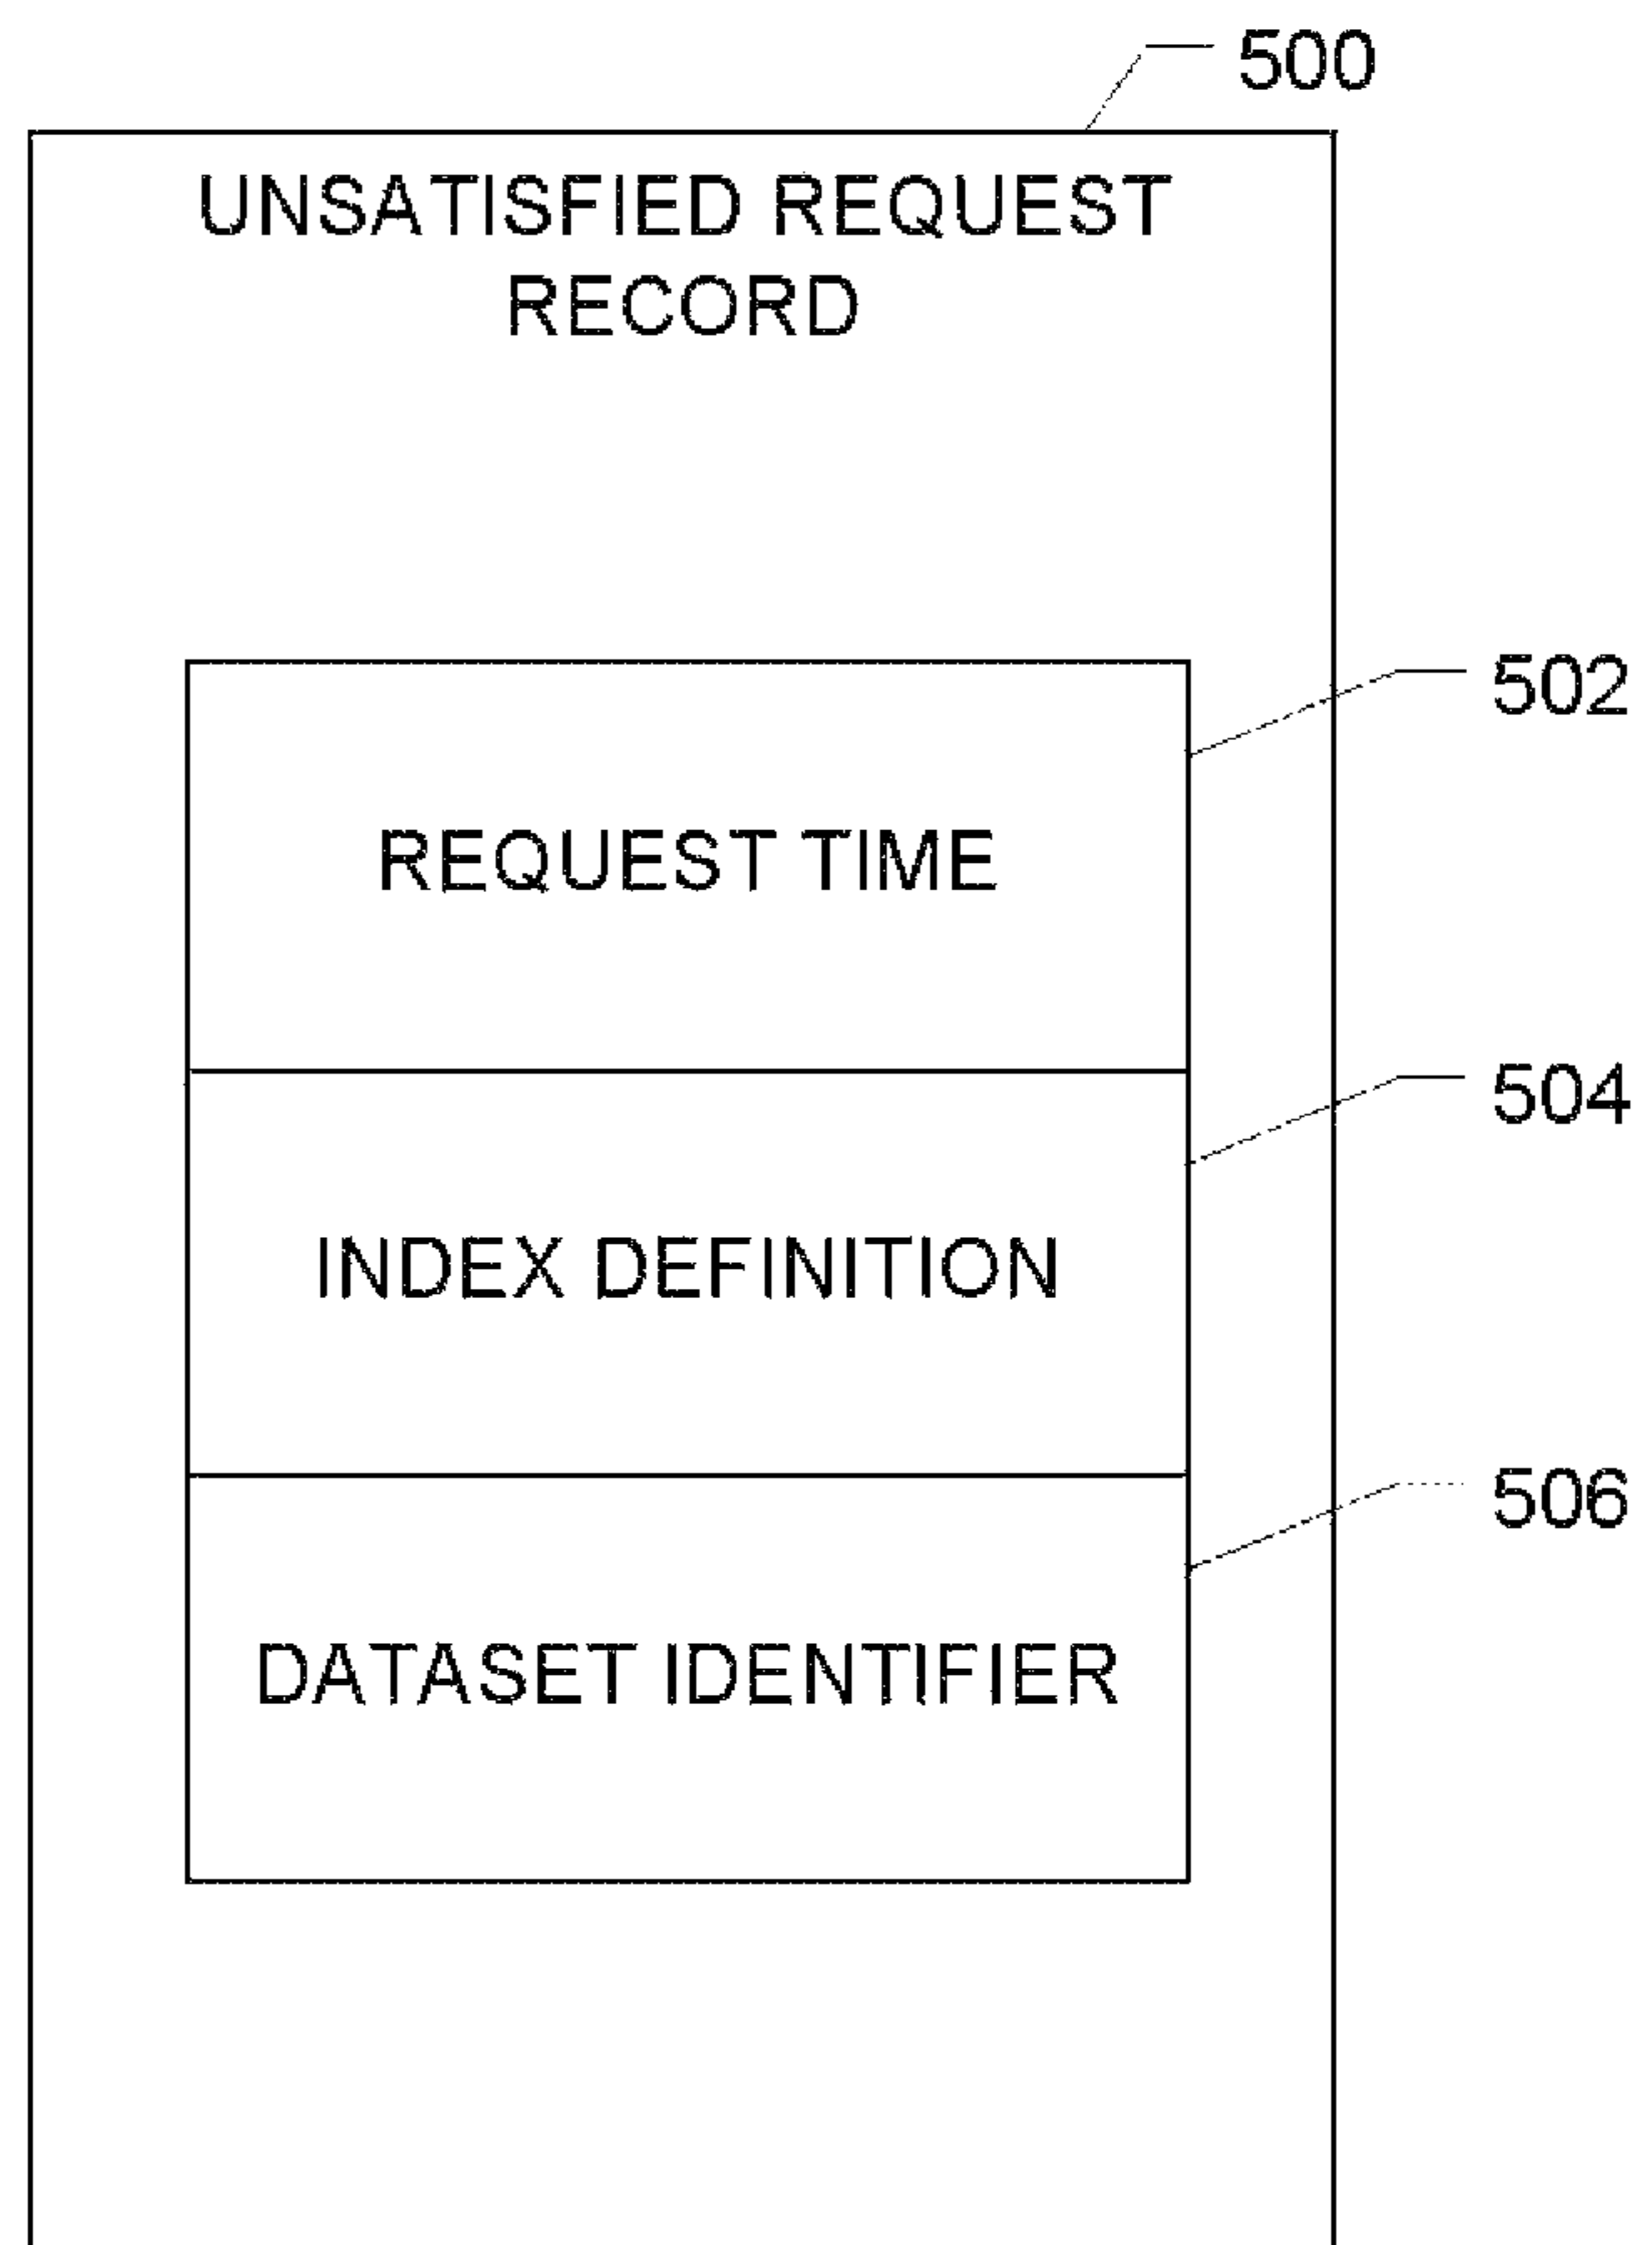 500
UNSATISFIED REQUEST
RECORD
502
REQUEST TIME
504
INDEX DEFINITION
506
DATASET IDENTIFIER